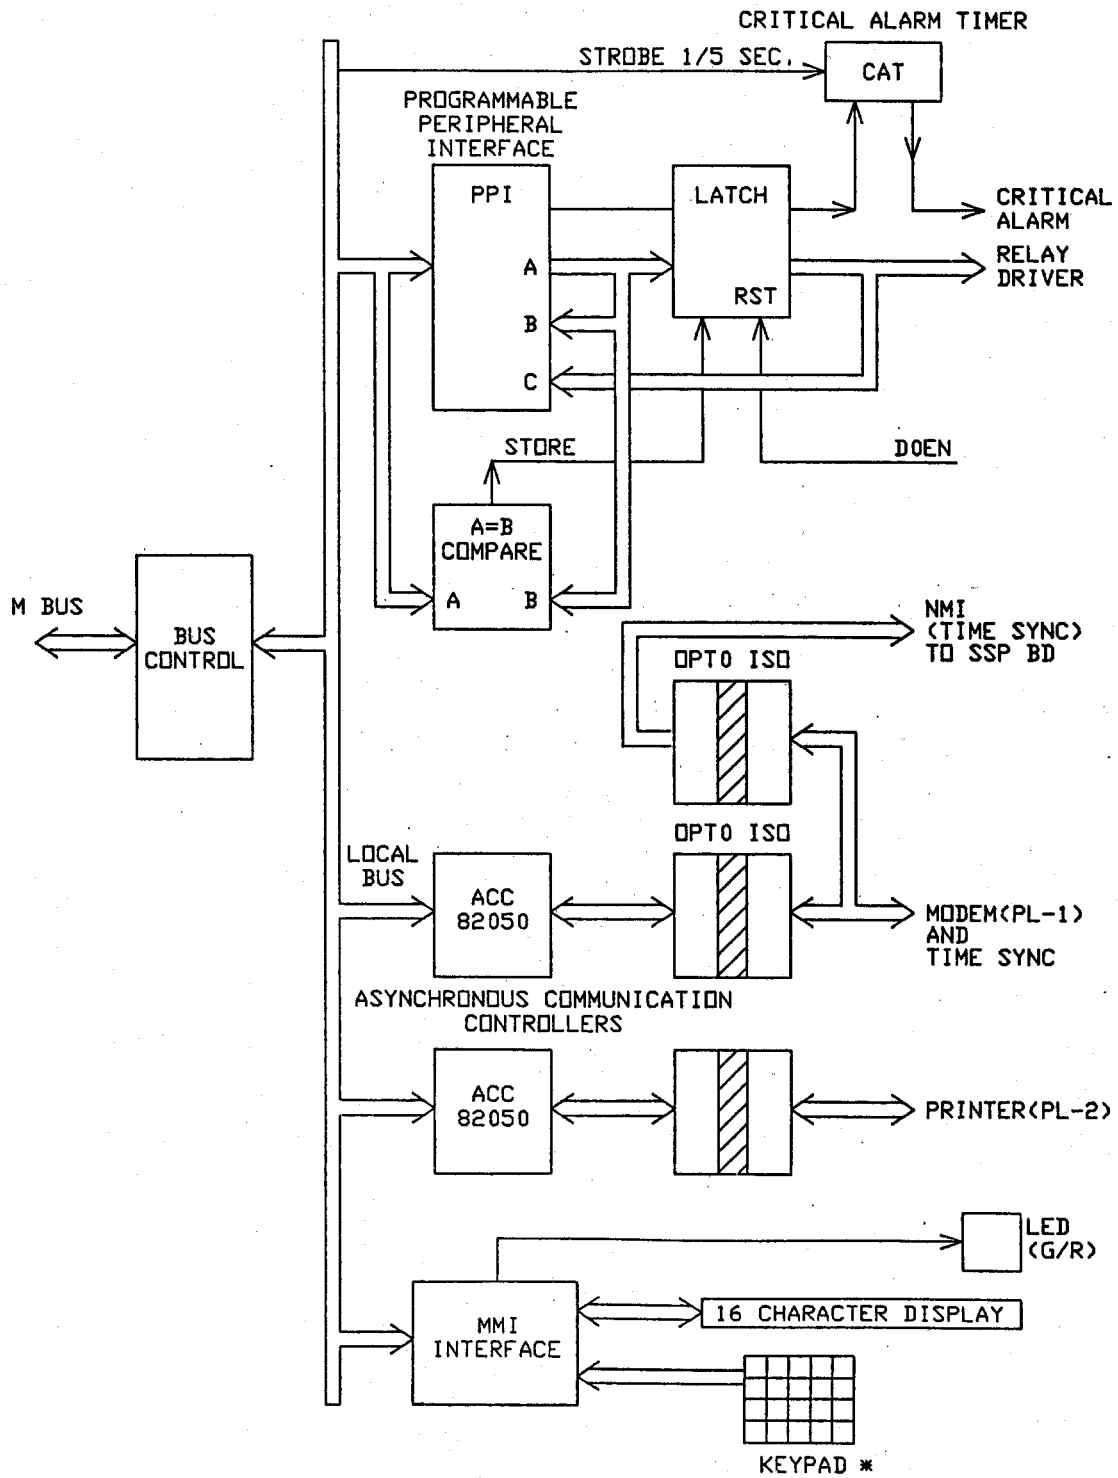 CRITICAL ALARM TIMER
STROBE 1/5 SEC.
CAT
PROGRAMMABLE
PERIPHERAL
INTERFACE
PPI
LATCH
CRITICAL
ALARM
A
RELAY
DRIVER
RST
B
C
STORE
DOEN
A=B
COMPARE
A
B
M BUS
BUS
CONTROL
NMI
(TIME SYNC)
TO SSP BD
OPTO ISO
OPTO ISO
LOCAL
BUS
ACC
82050
MODEM(PL-1)
AND
TIME SYNC
ASYNCHRONOUS COMMUNICATION
CONTROLLERS
ACC
82050
PRINTER(PL-2)
LED
(G/R)
16 CHARACTER DISPLAY
MMI
INTERFACE
KEYPAD *